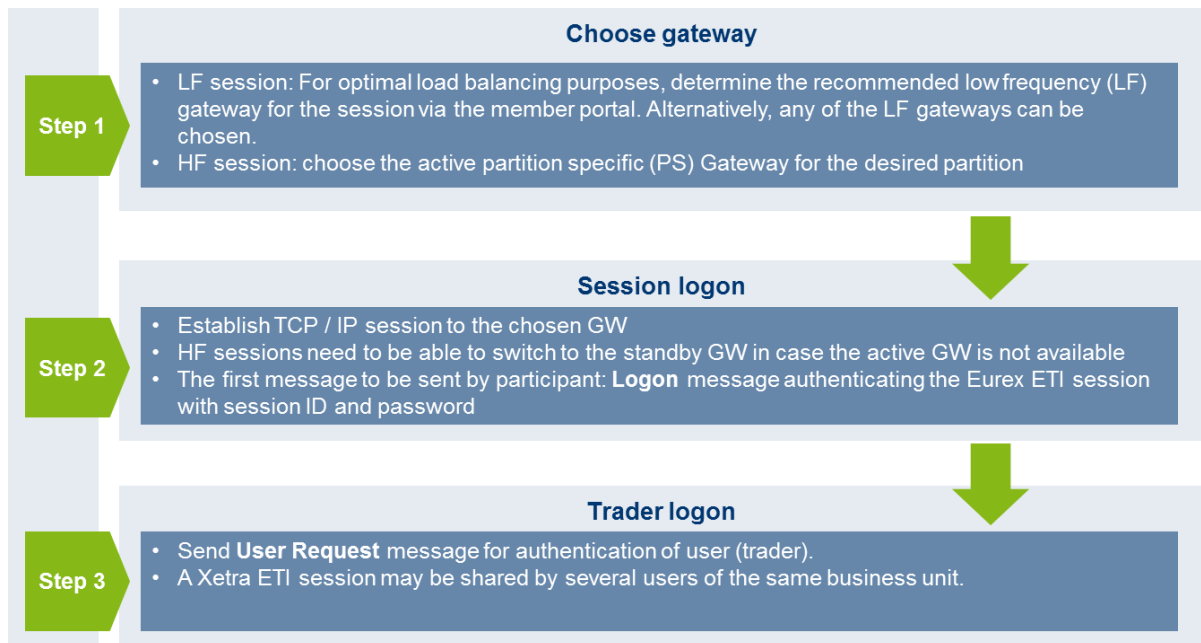 Choose gateway
Step 1
• LF session: For optimal load balancing purposes, determine the recommended low frequency (LF)
gateway for the session via the member portal. Alternatively, any of the LF gateways can be
chosen.
• HF session: choose the active partition specific (PS) Gateway for the desired partition
Session logon
Step 2
• Establish TCP / IP session to the chosen GW
• HF sessions need to be able to switch to the standby GW in case the active GW is not available
• The first message to be sent by participant: Logon message authenticating the Eurex ETI session
with session ID and password
Trader logon
Step 3
• Send User Request message for authentication of user (trader).
• A Xetra ETI session may be shared by several users of the same business unit.